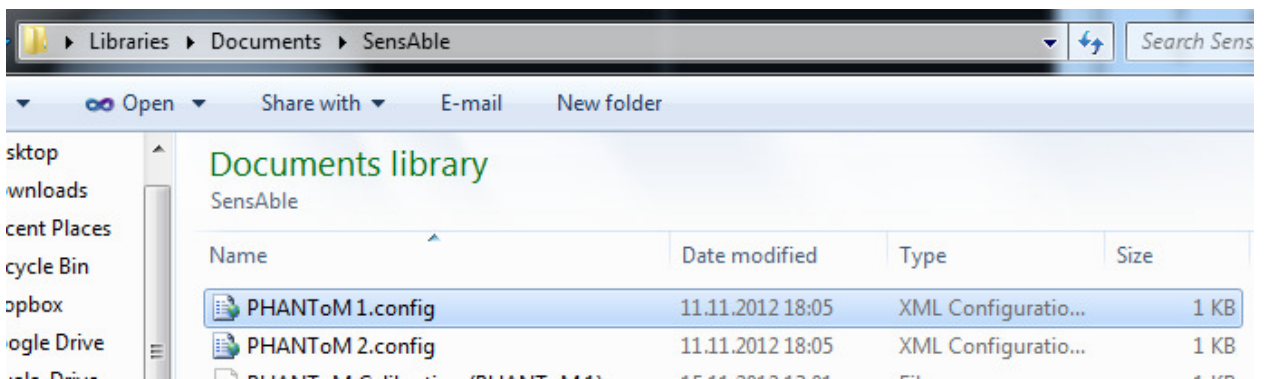 Libraries Documents SensAble Search Sens
Open Share with E-mail New folder
sktop
Documents library
wnloads
SensAble
cent Places
Name Date modified Type Size
cycle Bin
opbox
PHANToM 1.config 11.11.2012 18:05 XML Configuratio... 1 KB
ogle Drive
PHANToM 2.config 11.11.2012 18:05 XML Configuratio... 1 KB